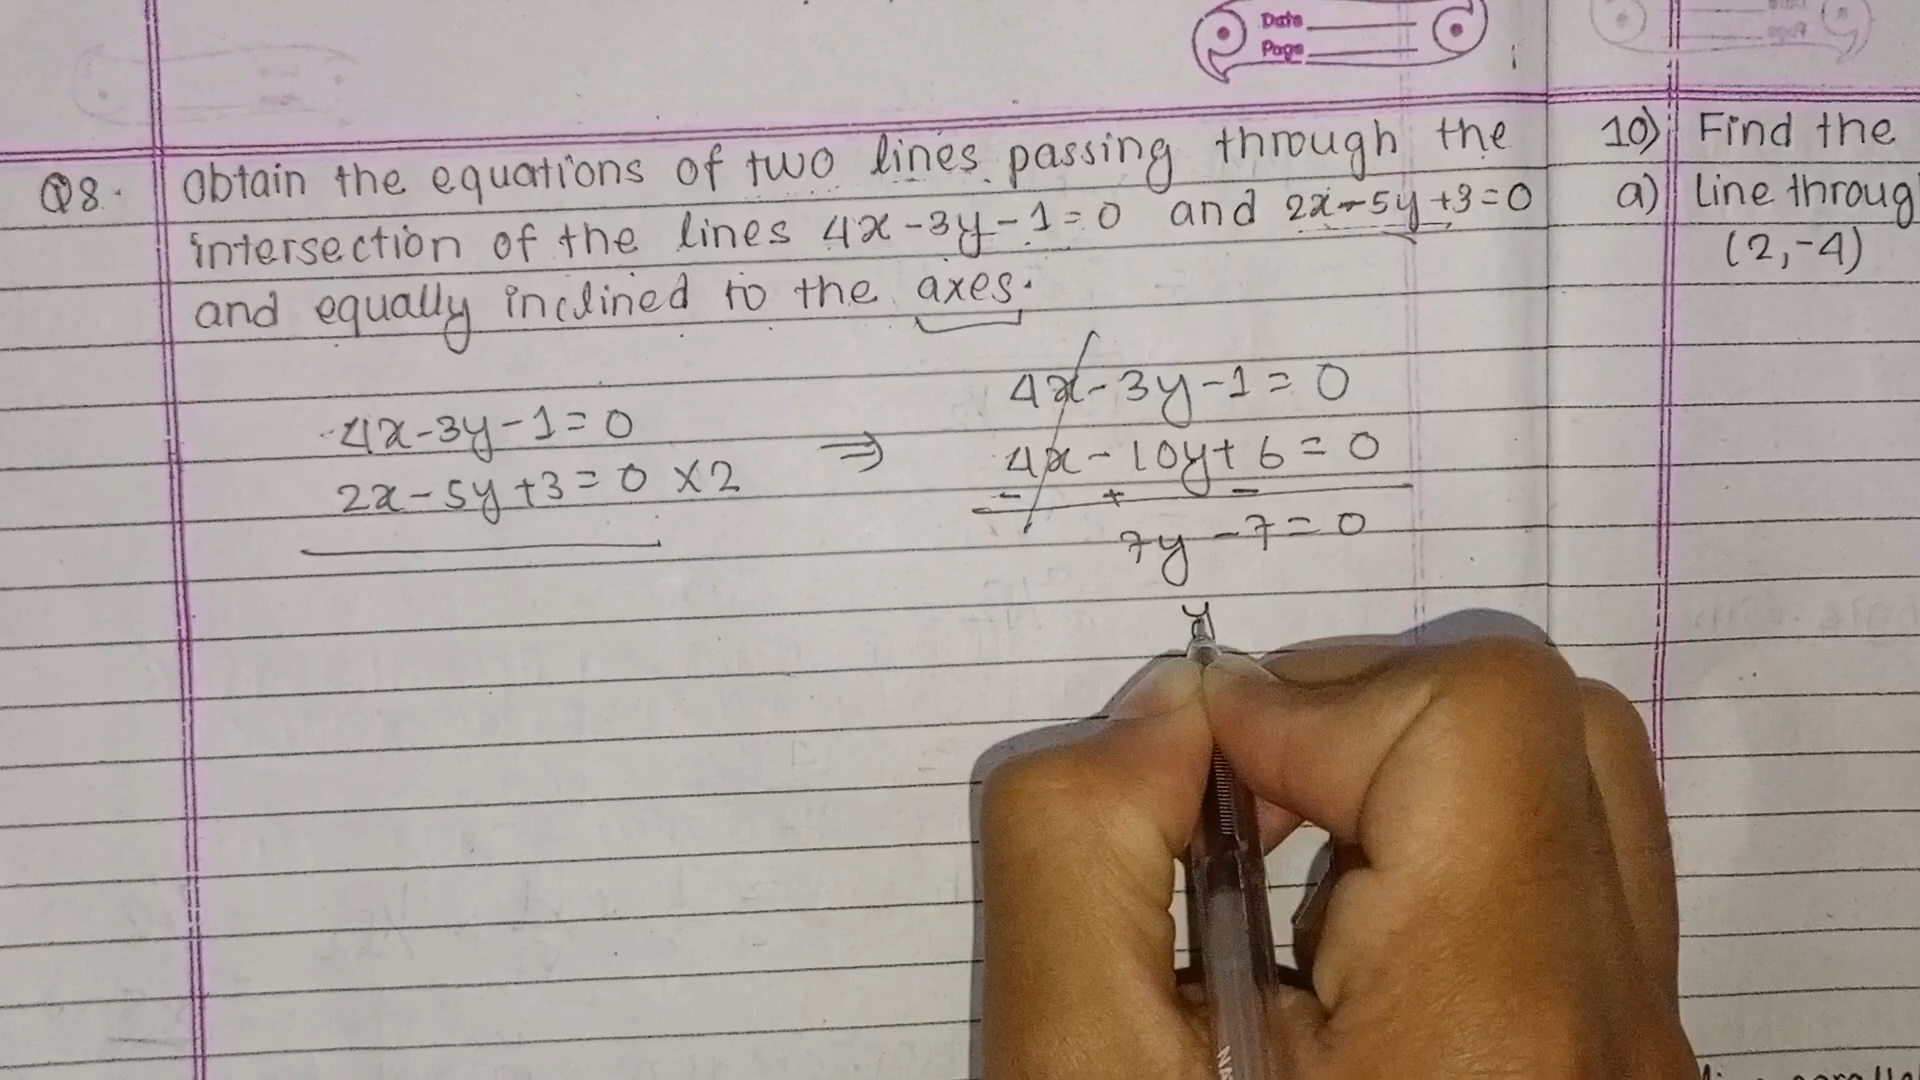 Date
Page
Q8. Obtain the equations of two lines passing through the
intersection of the lines 4x-3y-1=0 and 2x-5y+3=0
and equally inclined to the axes.
4x-3y-1=0
2x-5y+3=0 ×2
⇒
4x-3y-1=0
4x-10y+6=0
- + -
7y-7=0
y
10) Find the
a) Line throug
(2,-4)